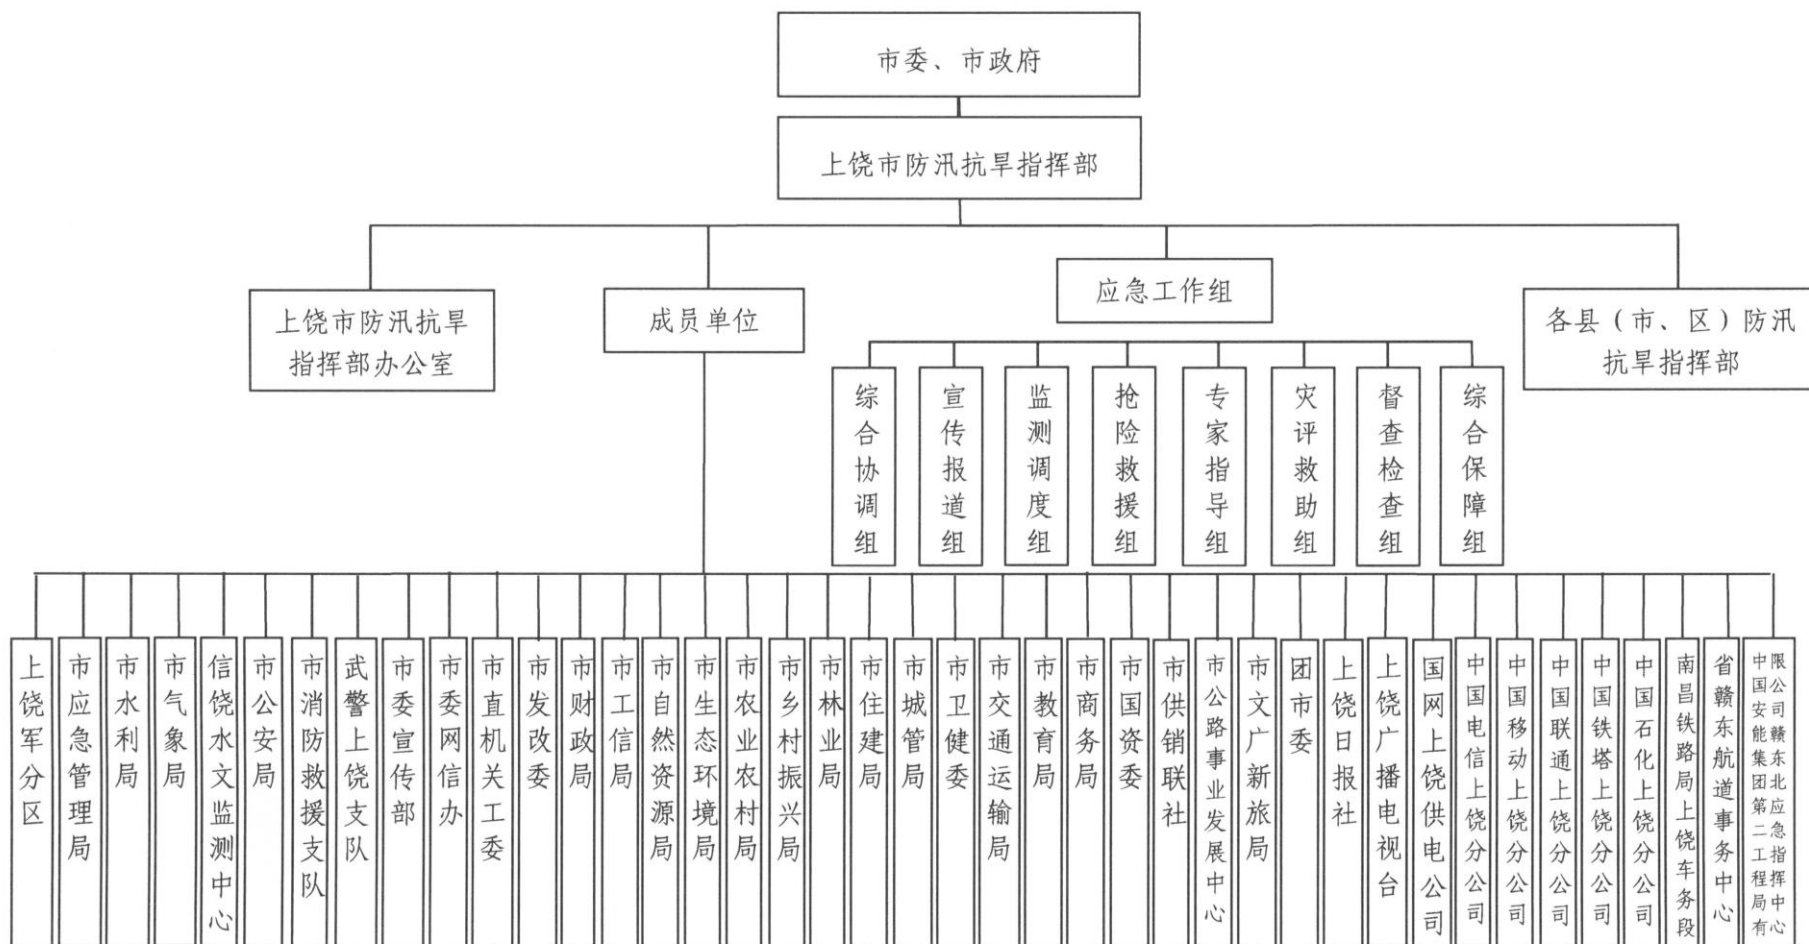 市委、市政府
上饶市防汛抗旱指挥部
上饶市防汛抗旱
指挥部办公室
成员单位
应急工作组
各县（市、区）防汛
抗旱指挥部
综合协调组
宣传报道组
监测调度组
抢险救援组
专家指导组
灾评救助组
督查检查组
综合保障组
上饶军分区
市应急管理局
市水利局
市气象局
信饶水文监测中心
市公安局
市消防救援支队
武警上饶支队
市委宣传部
市委网信办
市直机关工委
市发改委
市财政局
市工信局
市自然资源局
市生态环境局
市农业农村局
市乡村振兴局
市林业局
市住建局
市城管局
市卫健委
市交通运输局
市教育局
市商务局
市国资委
市供销联社
市公路事业发展中心
市文广新旅局
团市委
上饶日报社
上饶广播电视台
国网上饶供电公司
中国电信上饶分公司
中国移动上饶分公司
中国联通上饶分公司
中国铁塔上饶分公司
中国石化上饶分公司
南昌铁路局上饶车务段
省赣东航道事务中心
中国安能集团第二工程局有
限公司赣东北应急指挥中心